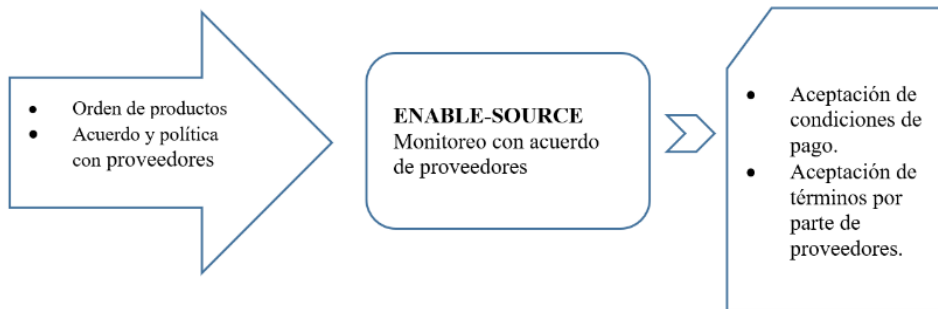 • Orden de productos
• Acuerdo y política
con proveedores
ENABLE-SOURCE
Monitoreo con acuerdo
de proveedores
• Aceptación de
condiciones de
pago.
• Aceptación de
términos por
parte de
proveedores.